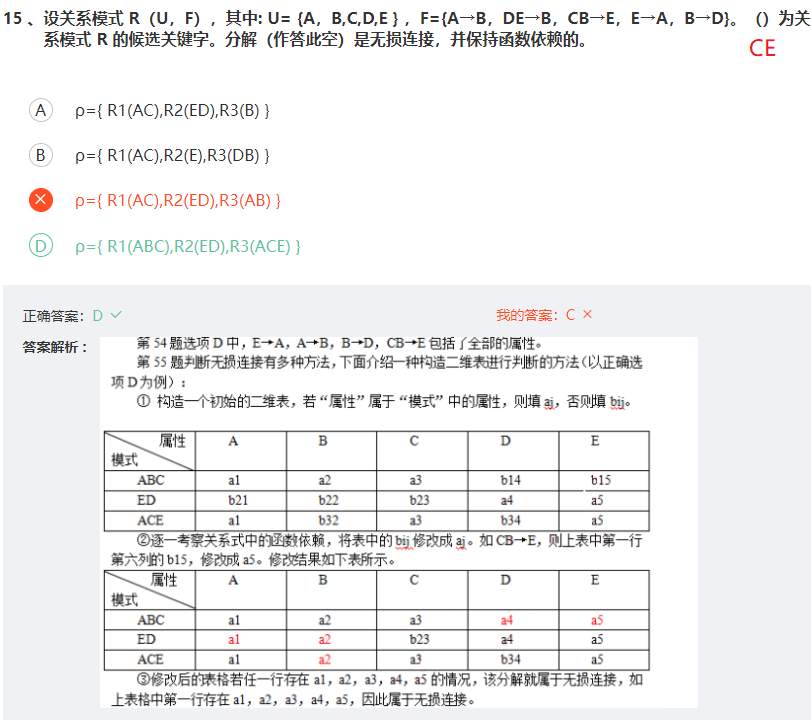 15 、设关系模式 R（U，F），其中: U= {A，B,C,D,E }，F={A→B，DE→B，CB→E，E→A，B→D}。（）为关
系模式 R 的候选关键字。分解（作答此空）是无损连接，并保持函数依赖的。
CE
A ρ={ R1(AC),R2(ED),R3(B) }
B ρ={ R1(AC),R2(E),R3(DB) }
ρ={ R1(AC),R2(ED),R3(AB) }
D ρ={ R1(ABC),R2(ED),R3(ACE) }
正确答案：D 我的答案：C
答案解析：
第 54 题选项 D 中，E→A，A→B，B→D，CB→E 包括了全部的属性。
第 55 题判断无损连接有多种方法，下面介绍一种构造二维表进行判断的方法（以正确选
项 D 为例）：
① 构造一个初始的二维表，若“属性”属于“模式”中的属性，则填 aj，否则填 bij。
属性 A B C D E
模式
ABC a1 a2 a3 b14 b15
ED b21 b22 b23 a4 a5
ACE a1 b32 a3 b34 a5
②逐一考察关系式中的函数依赖，将表中的 bij 修改成 aj。如 CB→E，则上表中第一行
第六列的 b15，修改成 a5。修改结果如下表所示。
属性 A B C D E
模式
ABC a1 a2 a3 a4 a5
ED a1 a2 b23 a4 a5
ACE a1 a2 a3 b34 a5
③修改后的表格若任一行存在 a1，a2，a3，a4，a5 的情况，该分解就属于无损连接，如
上表格中第一行存在 a1，a2，a3，a4，a5，因此属于无损连接。